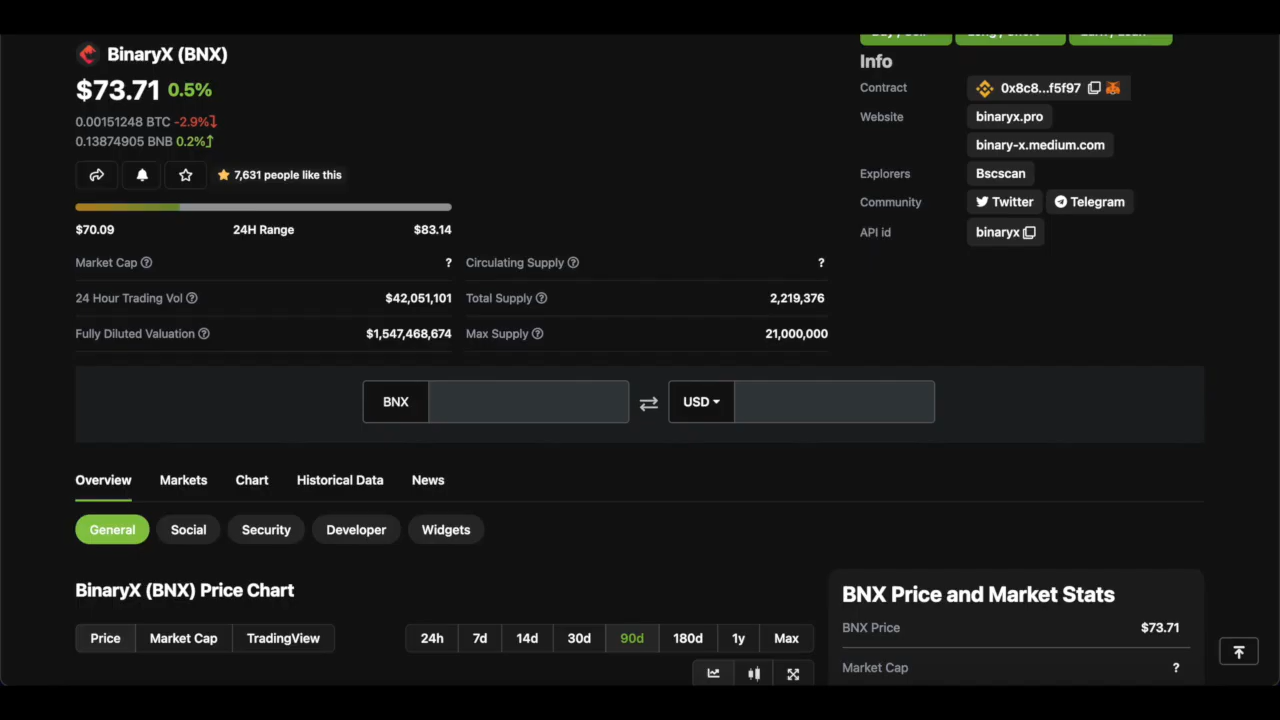 BinaryX (BNX)
$73.71 0.5%
0.00151248 BTC -2.9%
0.13874905 BNB 0.2%
7,631 people like this
$70.09 24H Range $83.14
Market Cap ?
24 Hour Trading Vol $42,051,101
Fully Diluted Valuation $1,547,468,674
Circulating Supply ?
Total Supply 2,219,376
Max Supply 21,000,000
Info
Contract 0x8c8...f5f97
Website binaryx.pro
binary-x.medium.com
Explorers Bscscan
Community Twitter Telegram
API id binaryx
BNX USD
Overview Markets Chart Historical Data News
General Social Security Developer Widgets
BinaryX (BNX) Price Chart
Price Market Cap TradingView 24h 7d 14d 30d 90d 180d 1y Max
BNX Price and Market Stats
BNX Price $73.71
Market Cap ?